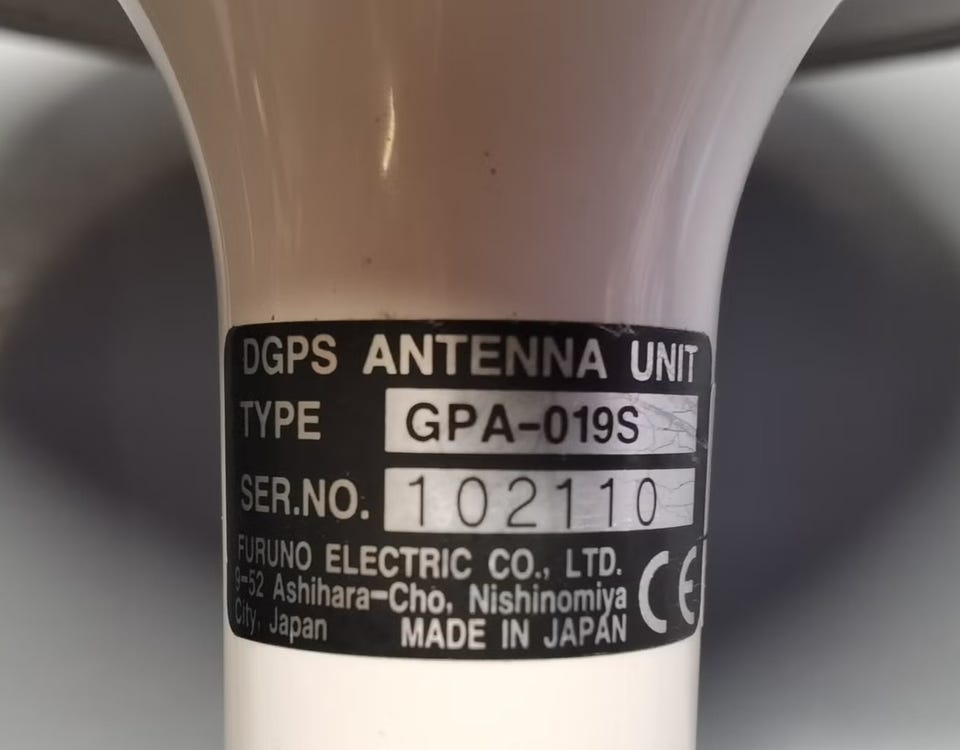 DGPS ANTENNA UNIT
TYPE GPA-019S
SER.NO. 102110
FURUNO ELECTRIC CO., LTD.
9-52 Ashihara-Cho, Nishinomiya
City, Japan MADE IN JAPAN
CE